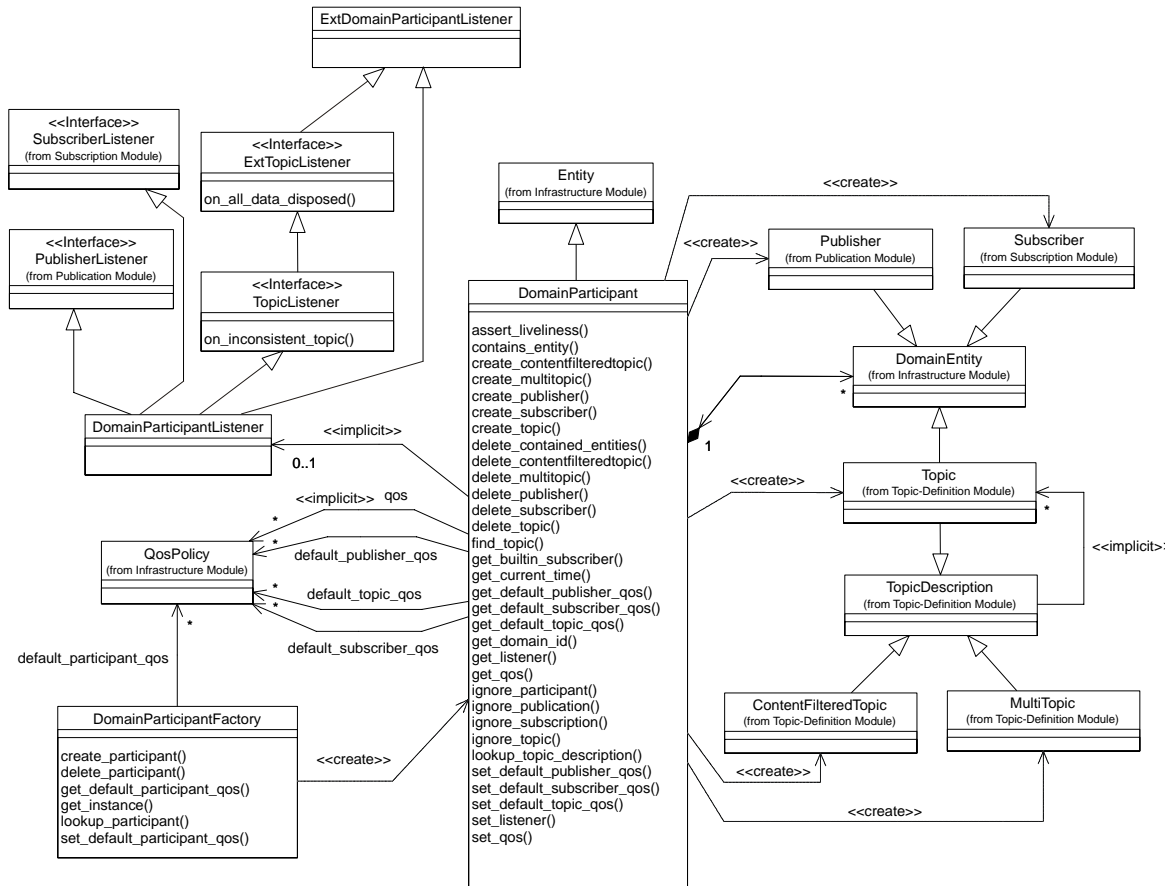 ExtDomainParticipantListener
<<Interface>>
SubscriberListener
(from Subscription Module)
<<Interface>>
ExtTopicListener
on_all_data_disposed()
<<Interface>>
PublisherListener
(from Publication Module)
<<Interface>>
TopicListener
on_inconsistent_topic()
DomainParticipantListener
<<implicit>>
0..1
Entity
(from Infrastructure Module)
<<create>>
<<create>>
Publisher
(from Publication Module)
Subscriber
(from Subscription Module)
DomainEntity
(from Infrastructure Module)
*
1
DomainParticipant
assert_liveliness()
contains_entity()
create_contentfilteredtopic()
create_multitopic()
create_publisher()
create_subscriber()
create_topic()
delete_contained_entities()
delete_contentfilteredtopic()
delete_multitopic()
delete_publisher()
delete_subscriber()
delete_topic()
find_topic()
get_builtin_subscriber()
get_current_time()
get_default_publisher_qos()
get_default_subscriber_qos()
get_default_topic_qos()
get_domain_id()
get_listener()
get_qos()
ignore_participant()
ignore_publication()
ignore_subscription()
ignore_topic()
lookup_topic_description()
set_default_publisher_qos()
set_default_subscriber_qos()
set_default_topic_qos()
set_listener()
set_qos()
<<implicit>>
qos
*
*
default_publisher_qos
QosPolicy
(from Infrastructure Module)
*
default_topic_qos
*
default_subscriber_qos
*
default_participant_qos
DomainParticipantFactory
create_participant()
delete_participant()
get_default_participant_qos()
get_instance()
lookup_participant()
set_default_participant_qos()
<<create>>
<<create>>
Topic
(from Topic-Definition Module)
*
<<implicit>>
TopicDescription
(from Topic-Definition Module)
ContentFilteredTopic
(from Topic-Definition Module)
MultiTopic
(from Topic-Definition Module)
<<create>>
<<create>>